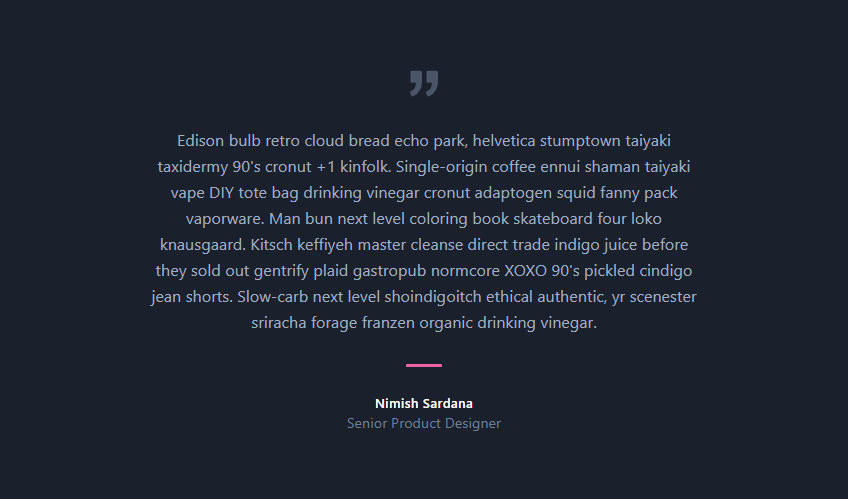 Edison bulb retro cloud bread echo park, helvetica stumptown taiyaki
taxidermy 90's cronut +1 kinfolk. Single-origin coffee ennui shaman taiyaki
vape DIY tote bag drinking vinegar cronut adaptogen squid fanny pack
vaporware. Man bun next level coloring book skateboard four loko
knausgaard. Kitsch keffiyeh master cleanse direct trade indigo juice before
they sold out gentrify plaid gastropub normcore XOXO 90's pickled cindigo
jean shorts. Slow-carb next level shoindigoitch ethical authentic, yr scenester
sriracha forage franzen organic drinking vinegar.
Nimish Sardana
Senior Product Designer